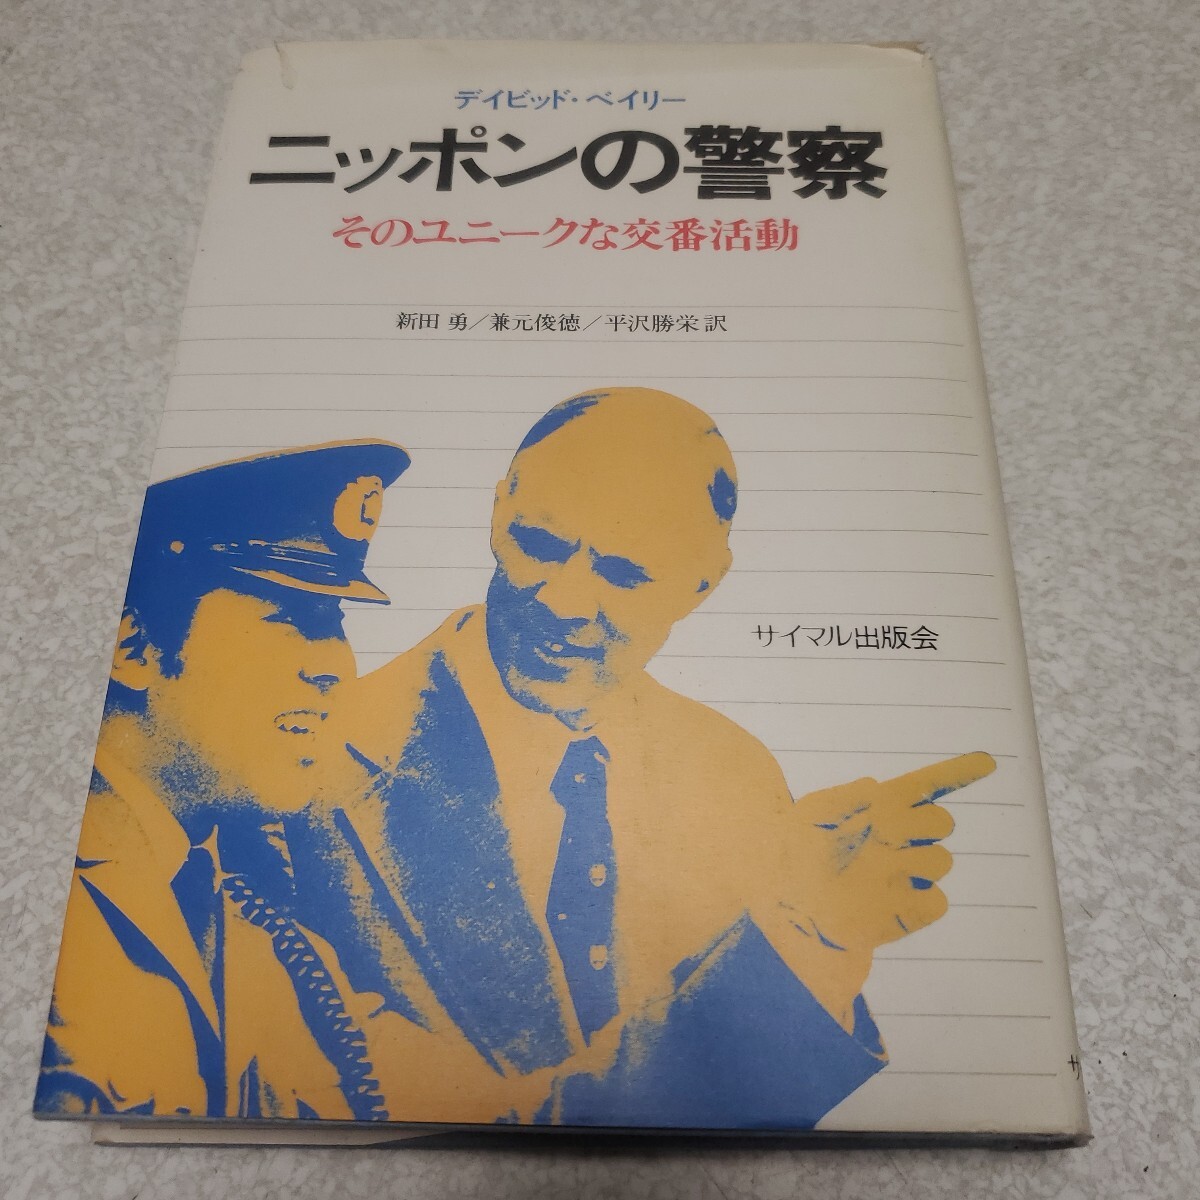 デイビッド・ベイリー
ニッポンの警察
そのユニークな交番活動
新田 勇／兼元俊徳／平沢勝栄 訳
サイマル出版会
サ